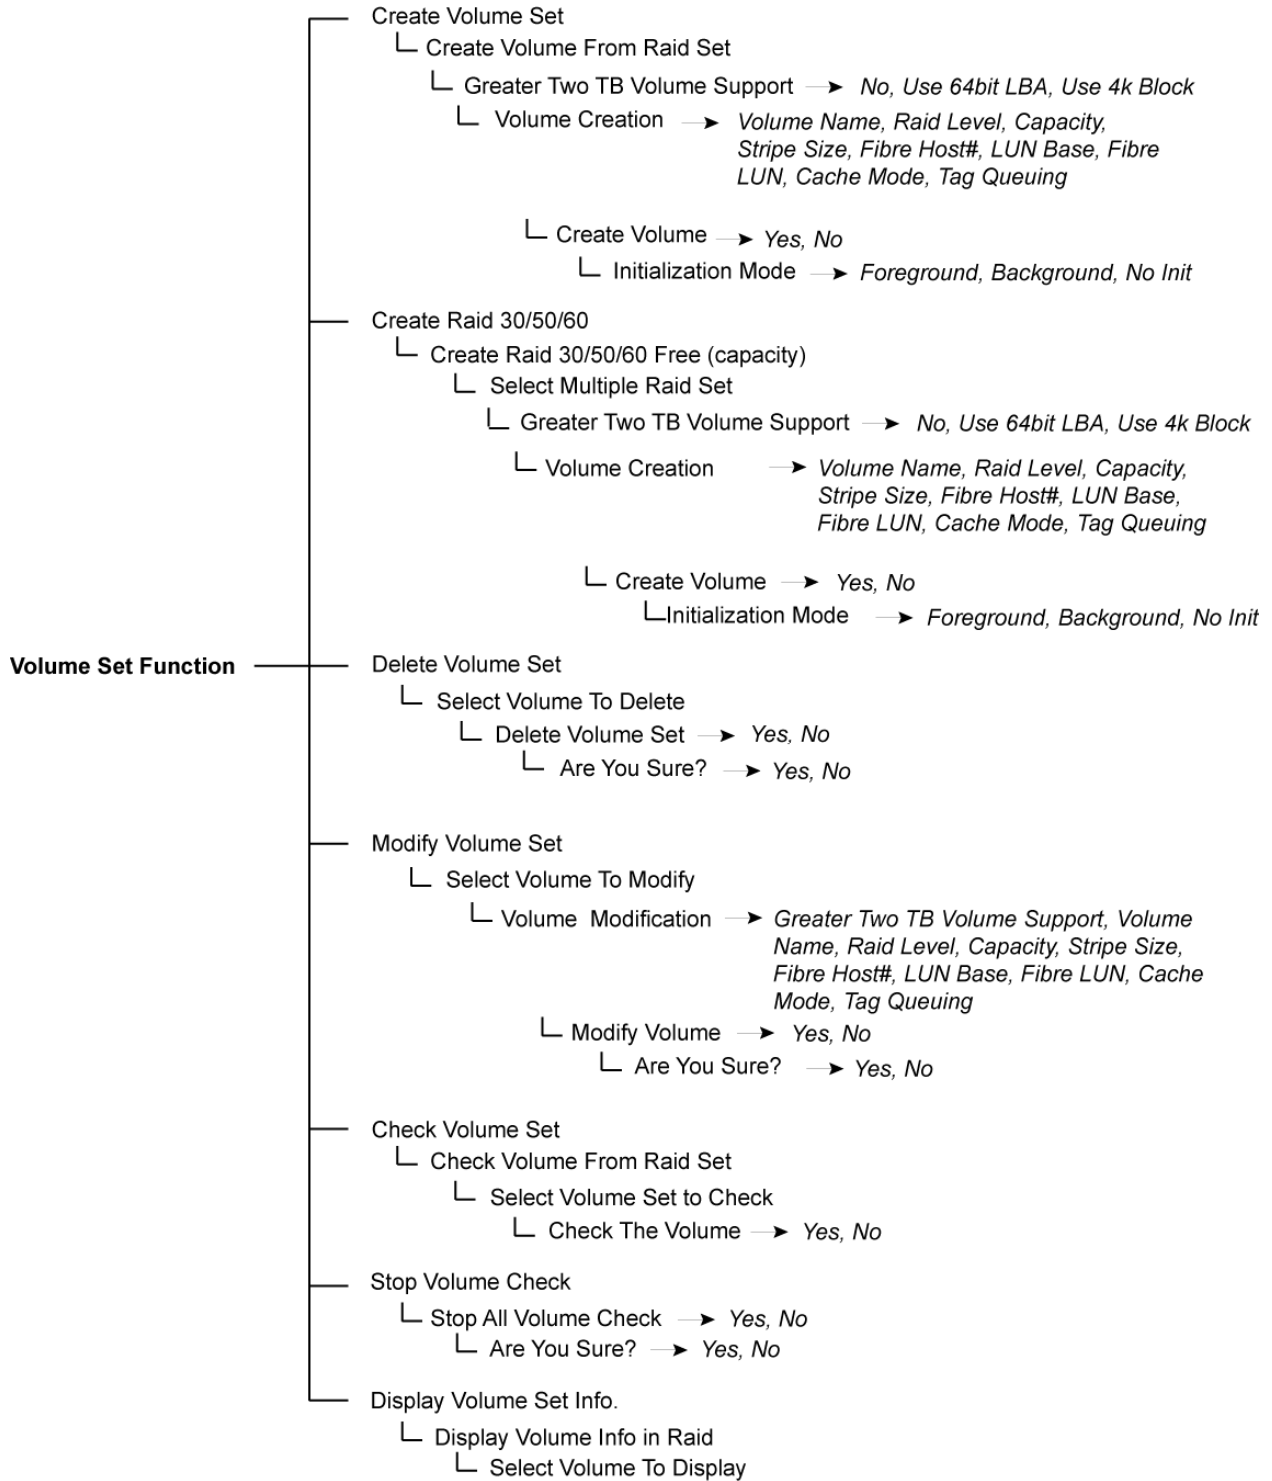 Create Volume Set
Create Volume From Raid Set
Greater Two TB Volume Support No, Use 64bit LBA, Use 4k Block
Volume Creation Volume Name, Raid Level, Capacity,
Stripe Size, Fibre Host#, LUN Base, Fibre
LUN, Cache Mode, Tag Queuing
Create Volume Yes, No
Initialization Mode Foreground, Background, No Init
Create Raid 30/50/60
Create Raid 30/50/60 Free (capacity)
Select Multiple Raid Set
Greater Two TB Volume Support No, Use 64bit LBA, Use 4k Block
Volume Creation Volume Name, Raid Level, Capacity,
Stripe Size, Fibre Host#, LUN Base,
Fibre LUN, Cache Mode, Tag Queuing
Create Volume Yes, No
Initialization Mode Foreground, Background, No Init
Volume Set Function
Delete Volume Set
Select Volume To Delete
Delete Volume Set Yes, No
Are You Sure? Yes, No
Modify Volume Set
Select Volume To Modify
Volume Modification Greater Two TB Volume Support, Volume
Name, Raid Level, Capacity, Stripe Size,
Fibre Host#, LUN Base, Fibre LUN, Cache
Mode, Tag Queuing
Modify Volume Yes, No
Are You Sure? Yes, No
Check Volume Set
Check Volume From Raid Set
Select Volume Set to Check
Check The Volume Yes, No
Stop Volume Check
Stop All Volume Check Yes, No
Are You Sure? Yes, No
Display Volume Set Info.
Display Volume Info in Raid
Select Volume To Display